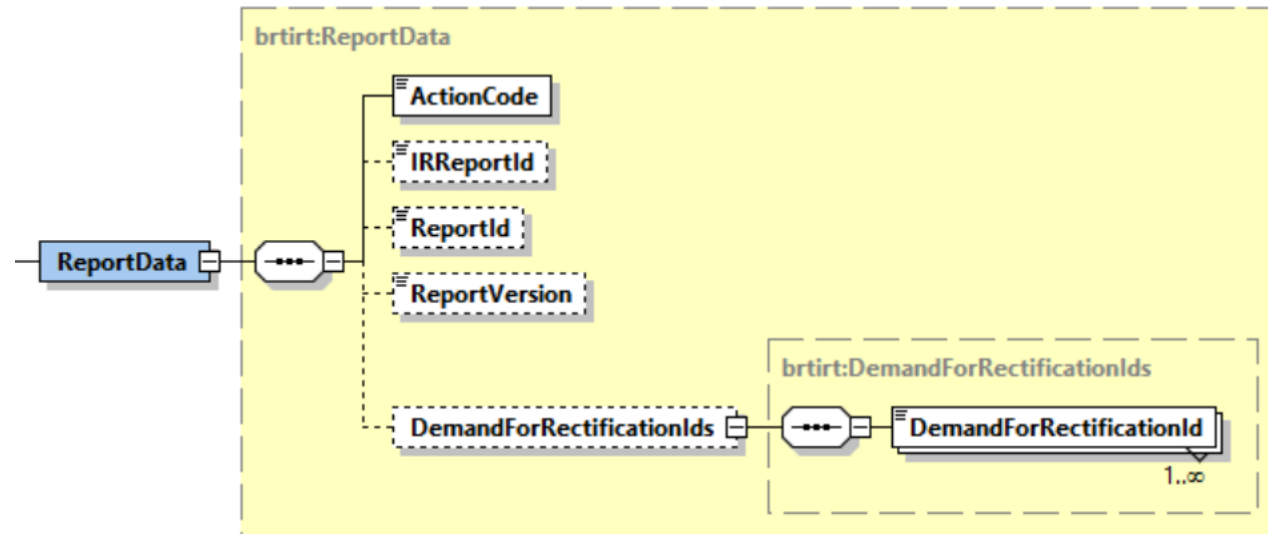 brtirt:ReportData
ActionCode
IRReportId
ReportId
ReportData
ReportVersion
brtirt:DemandForRectificationIds
DemandForRectificationIds
DemandForRectificationId
1..∞